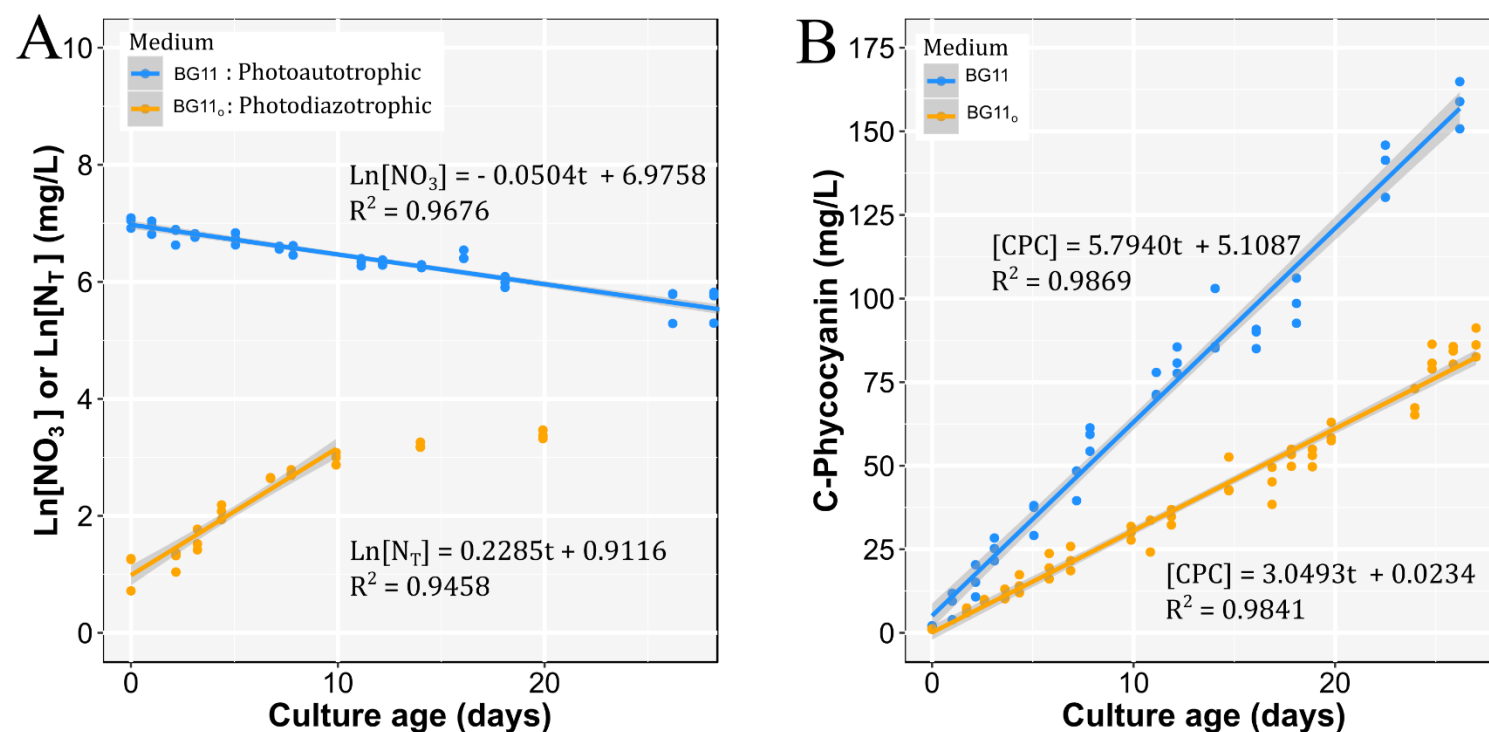 A
Medium
BG11 : Photoautotrophic
BG11ₒ : Photodiazotrophic
Ln[NO₃] = - 0.0504t + 6.9758
R² = 0.9676
Ln[N_T] = 0.2285t + 0.9116
R² = 0.9458
Ln[NO₃] or Ln[N_T] (mg/L)
10
8
6
4
2
0
0
10
20
Culture age (days)
B
Medium
BG11
BG11ₒ
[CPC] = 5.7940t + 5.1087
R² = 0.9869
[CPC] = 3.0493t + 0.0234
R² = 0.9841
C-Phycocyanin (mg/L)
175
150
125
100
75
50
25
0
0
10
20
Culture age (days)